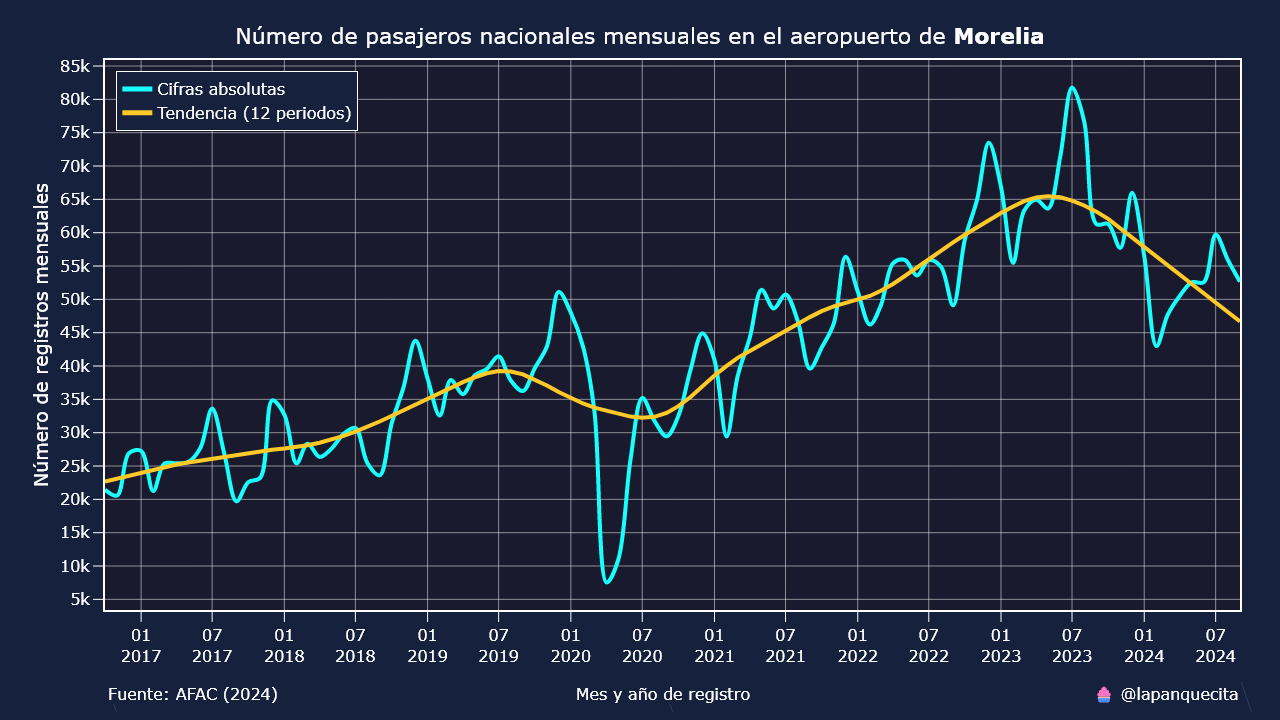 Número de pasajeros nacionales mensuales en el aeropuerto de Morelia
Cifras absolutas
Tendencia (12 periodos)
Número de registros mensuales
85k
80k
75k
70k
65k
60k
55k
50k
45k
40k
35k
30k
25k
20k
15k
10k
5k
01 07 01 07 01 07 01 07 01 07 01 07 01 07 01 07
2017 2017 2018 2018 2019 2019 2020 2020 2021 2021 2022 2022 2023 2023 2024 2024
Fuente: AFAC (2024)
Mes y año de registro
@lapanquecita